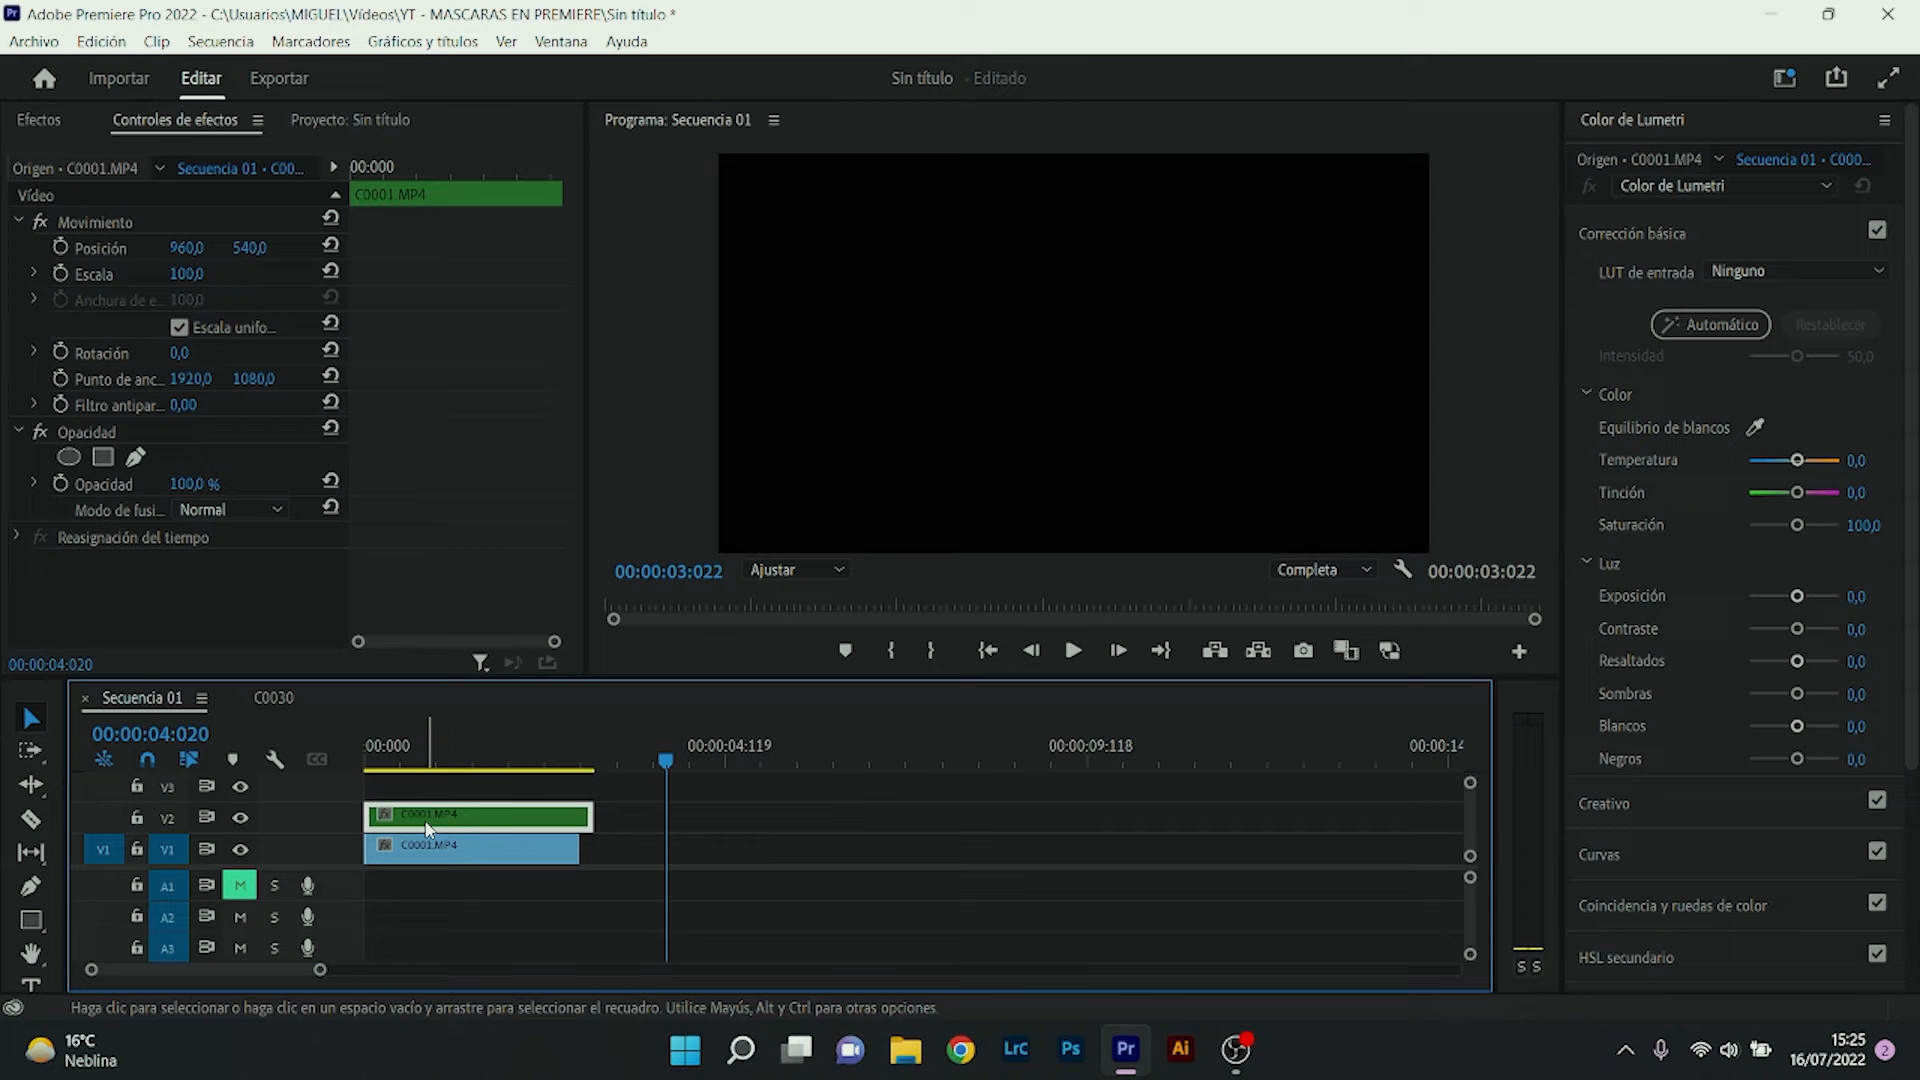 Pr Adobe Premiere Pro 2022 - C:\Usuarios\MIGUEL\Vídeos\YT - MASCARAS EN PREMIERE\Sin título *
Archivo Edición Clip Secuencia Marcadores Gráficos y títulos Ver Ventana Ayuda
Importar Editar Exportar Sin título - Editado
Efectos Controles de efectos Proyecto: Sin título
Origen • C0001.MP4 Secuencia 01 • C00... 00:000
Vídeo C0001.MP4
fx Movimiento
Posición 960,0 540,0
Escala 100,0
Anchura de e... 100,0
Escala unifo...
Rotación 0,0
Punto de anc... 1920,0 1080,0
Filtro antipar... 0,00
fx Opacidad
Opacidad 100,0 %
Modo de fusi... Normal
fx Reasignación del tiempo
00:00:04:020
Programa: Secuencia 01
00:00:03:022 Ajustar Completa 00:00:03:022
Color de Lumetri
Origen • C0001.MP4 Secuencia 01 • C000...
fx Color de Lumetri
Corrección básica
LUT de entrada Ninguno
Automático Restablecer
Intensidad 50,0
Color
Equilibrio de blancos
Temperatura 0,0
Tinción 0,0
Saturación 100,0
Luz
Exposición 0,0
Contraste 0,0
Resaltados 0,0
Sombras 0,0
Blancos 0,0
Negros 0,0
Creativo
Curvas
Coincidencia y ruedas de color
HSL secundario
× Secuencia 01 C0030
00:00:04:020 :00:000 00:00:04:119 00:00:09:118 00:00:14
CC
V3
V2 fx C0001.MP4
V1 V1 fx C0001.MP4
A1 M S
A2 M S
A3 M S
S S
Haga clic para seleccionar o haga clic en un espacio vacío y arrastre para seleccionar el recuadro. Utilice Mayús, Alt y Ctrl para otras opciones.
16°C
Neblina
LrC Ps Pr Ai
15:25
16/07/2022 2